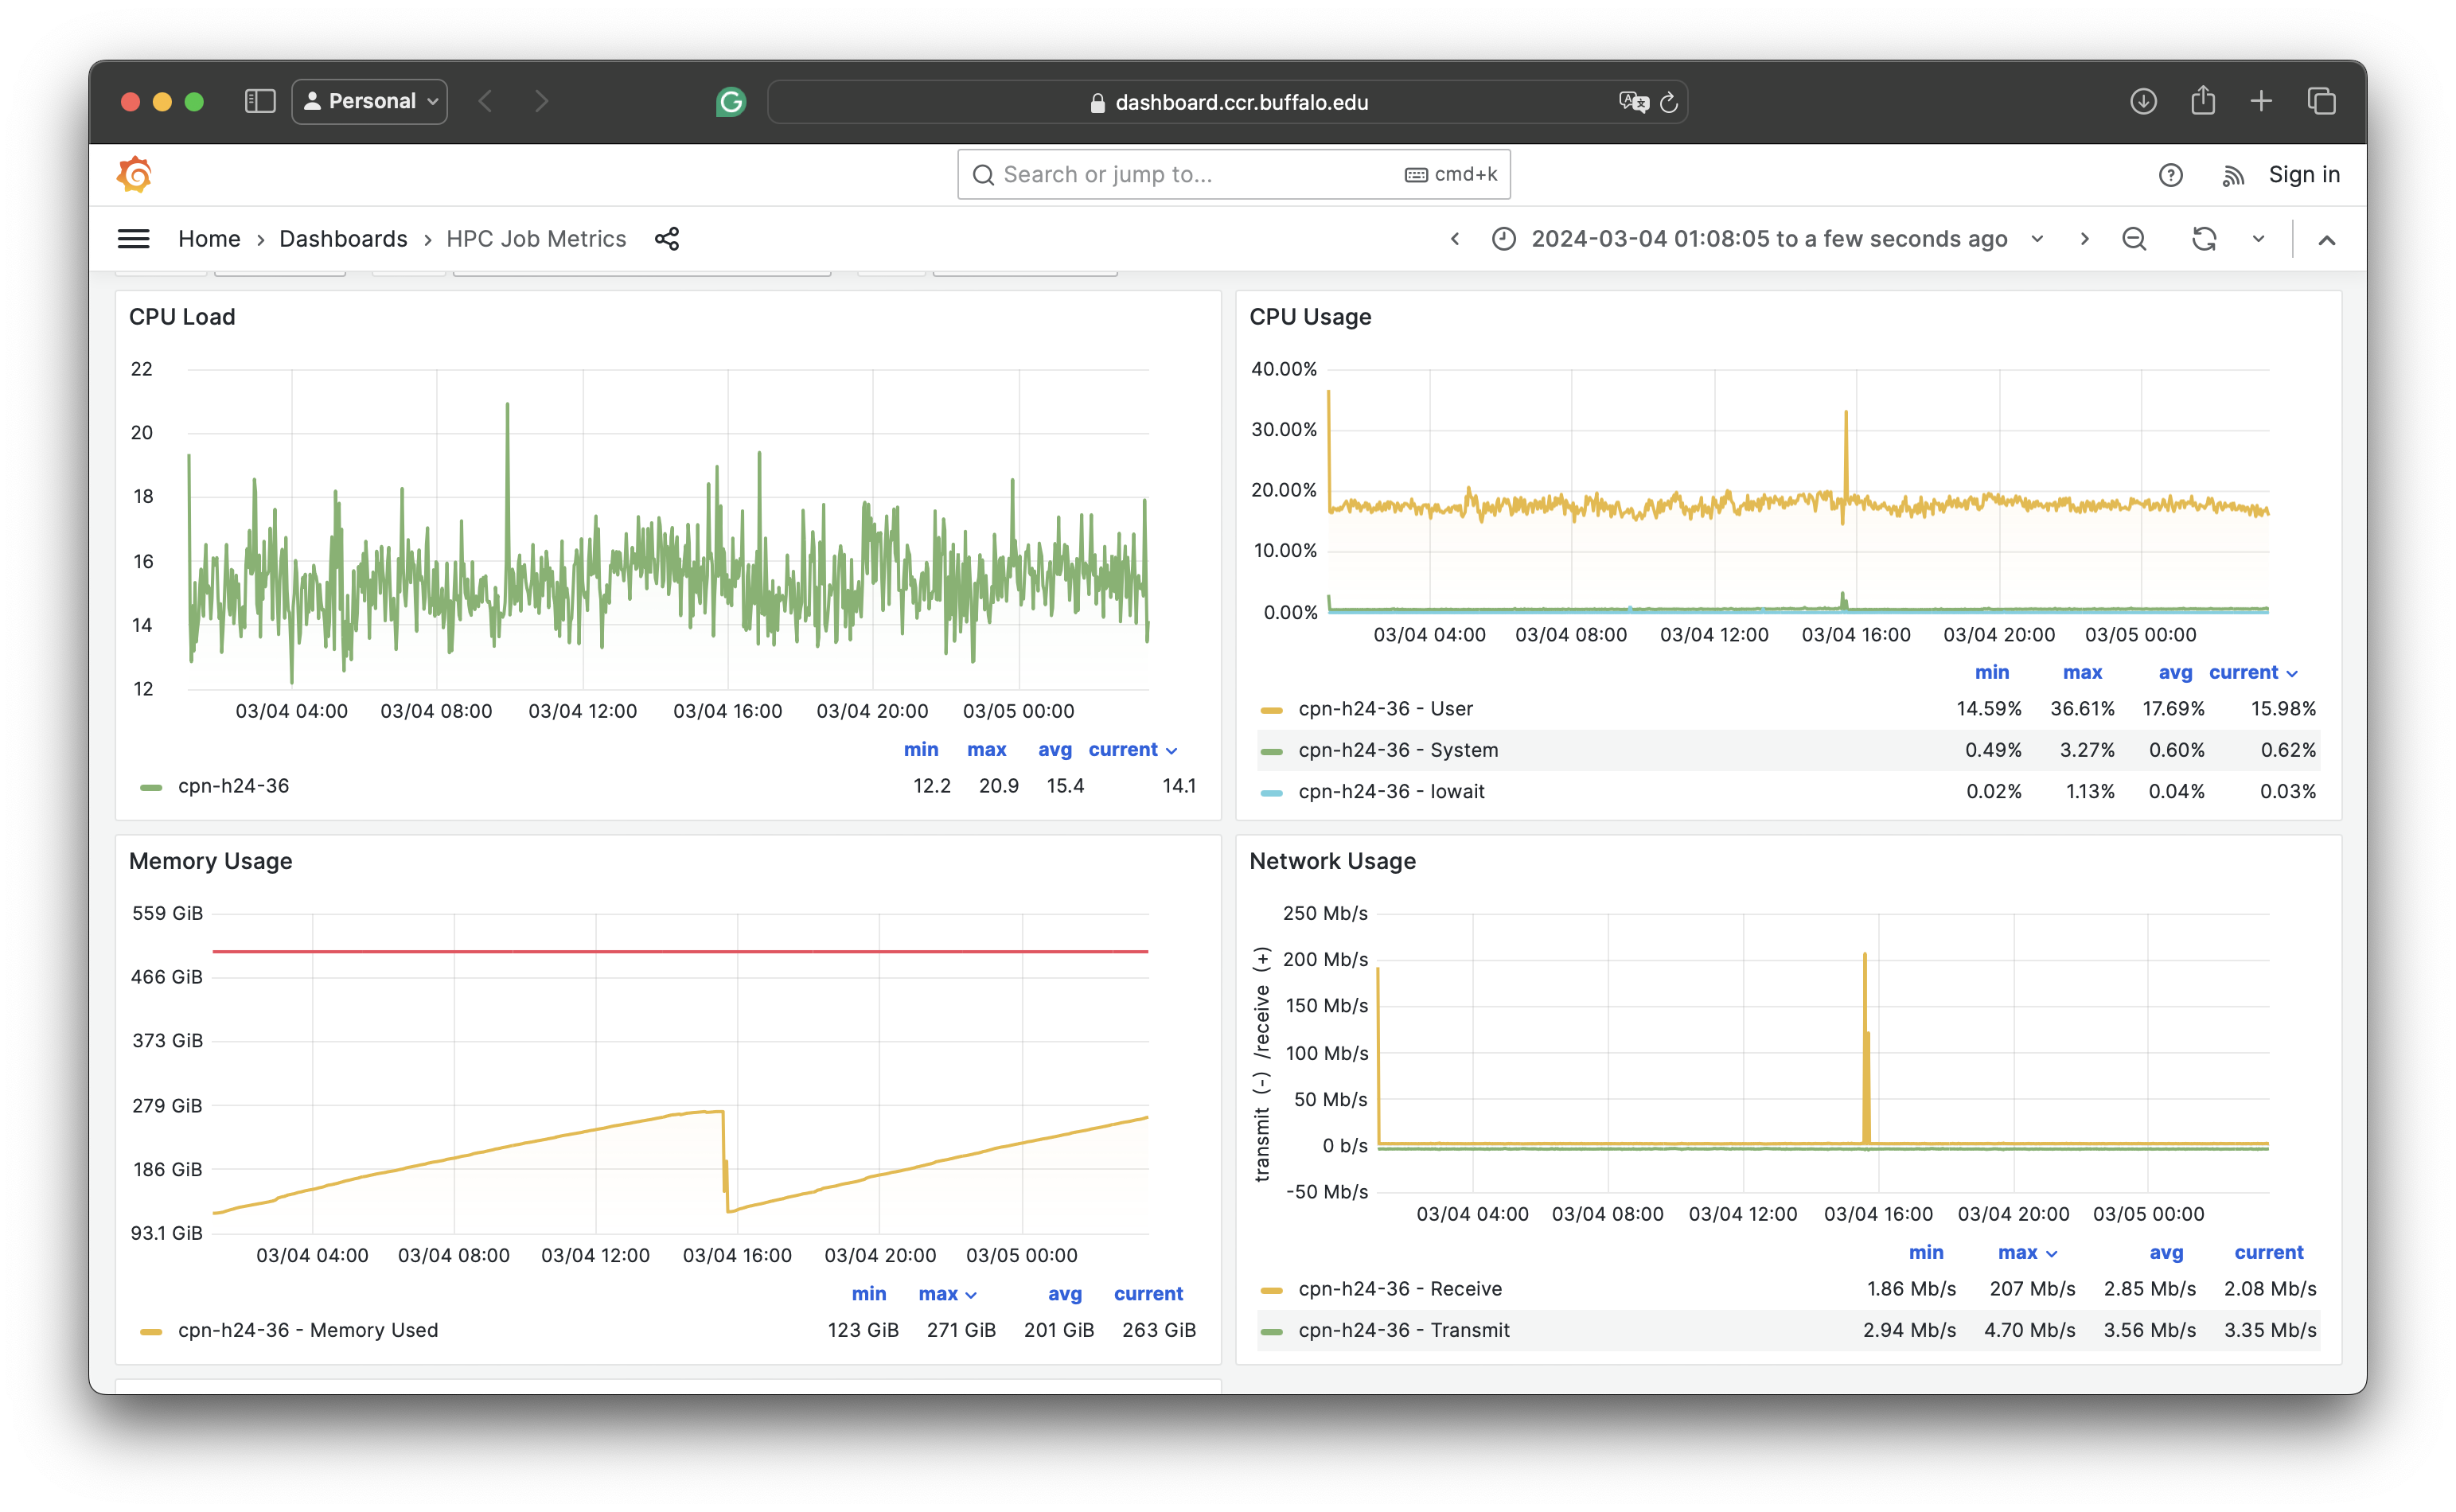 Personal
dashboard.ccr.buffalo.edu
Search or jump to...
cmd+k
Sign in
Home › Dashboards › HPC Job Metrics
2024-03-04 01:08:05 to a few seconds ago
CPU Load
22
20
18
16
14
12
03/04 04:00 03/04 08:00 03/04 12:00 03/04 16:00 03/04 20:00 03/05 00:00
min max avg current
cpn-h24-36 12.2 20.9 15.4 14.1
CPU Usage
40.00%
30.00%
20.00%
10.00%
0.00%
03/04 04:00 03/04 08:00 03/04 12:00 03/04 16:00 03/04 20:00 03/05 00:00
min max avg current
cpn-h24-36 - User 14.59% 36.61% 17.69% 15.98%
cpn-h24-36 - System 0.49% 3.27% 0.60% 0.62%
cpn-h24-36 - Iowait 0.02% 1.13% 0.04% 0.03%
Memory Usage
559 GiB
466 GiB
373 GiB
279 GiB
186 GiB
93.1 GiB
03/04 04:00 03/04 08:00 03/04 12:00 03/04 16:00 03/04 20:00 03/05 00:00
min max avg current
cpn-h24-36 - Memory Used 123 GiB 271 GiB 201 GiB 263 GiB
Network Usage
transmit (-) /receive (+)
250 Mb/s
200 Mb/s
150 Mb/s
100 Mb/s
50 Mb/s
0 b/s
-50 Mb/s
03/04 04:00 03/04 08:00 03/04 12:00 03/04 16:00 03/04 20:00 03/05 00:00
min max avg current
cpn-h24-36 - Receive 1.86 Mb/s 207 Mb/s 2.85 Mb/s 2.08 Mb/s
cpn-h24-36 - Transmit 2.94 Mb/s 4.70 Mb/s 3.56 Mb/s 3.35 Mb/s